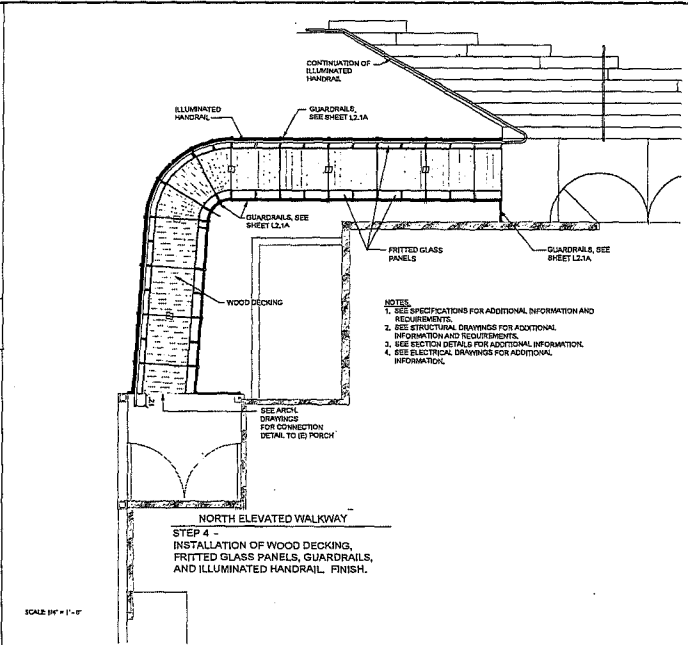 CONTINUATION OF
ILLUMINATED
HANDRAIL
ILLUMINATED
HANDRAIL
GUARDRAILS,
SEE SHEET L2.1A
GUARDRAILS, SEE
SHEET L2.1A
FRITTED GLASS
PANELS
GUARDRAILS, SEE
SHEET L2.1A
WOOD DECKING
NOTES:
1. SEE SPECIFICATIONS FOR ADDITIONAL INFORMATION AND
REQUIREMENTS.
2. SEE STRUCTURAL DRAWINGS FOR ADDITIONAL
INFORMATION AND REQUIREMENTS.
3. SEE SECTION DETAILS FOR ADDITIONAL INFORMATION.
4. SEE ELECTRICAL DRAWINGS FOR ADDITIONAL
INFORMATION.
SEE ARCH.
DRAWINGS
FOR CONNECTION
DETAIL TO (E) PORCH
NORTH ELEVATED WALKWAY
STEP 4 -
INSTALLATION OF WOOD DECKING,
FRITTED GLASS PANELS, GUARDRAILS,
AND ILLUMINATED HANDRAIL FINISH.
SCALE: = 1'-0"